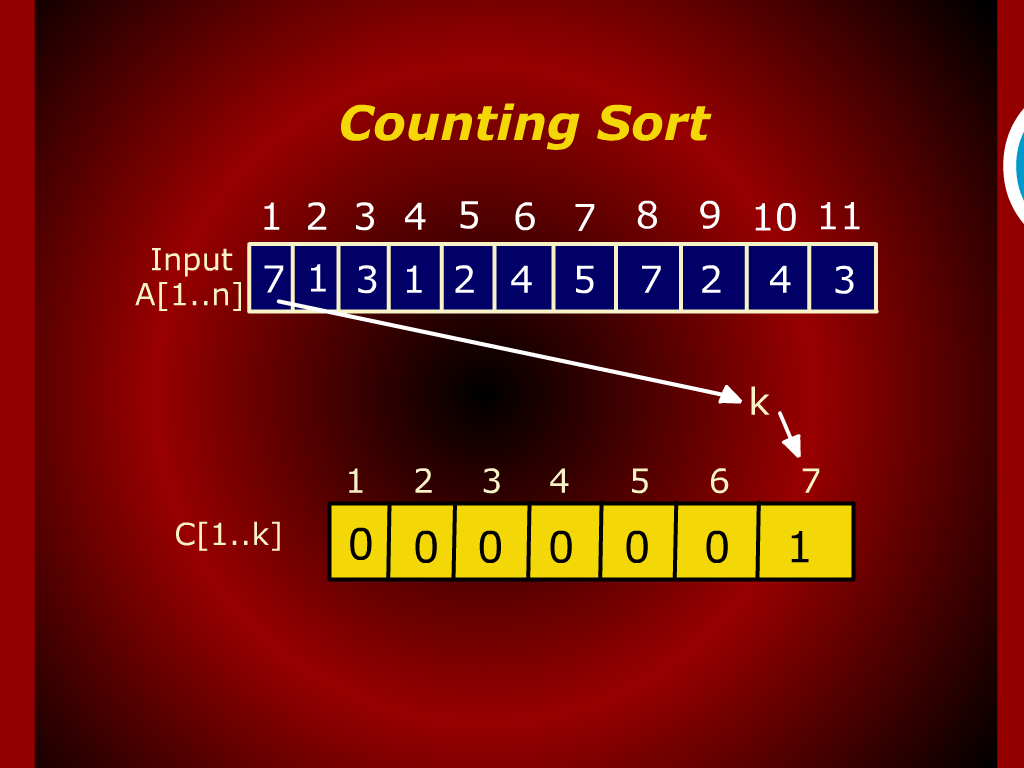 Counting Sort
1 2 3 4 5 6 7 8 9 10 11
Input
A[1..n]
7 1 3 1 2 4 5 7 2 4 3
k
1 2 3 4 5 6 7
C[1..k]
0 0 0 0 0 0 1